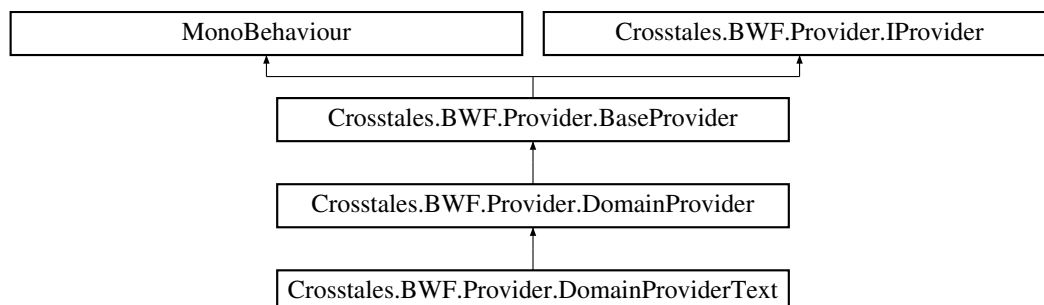 MonoBehaviour
Crosstales.BWF.Provider.IProvider
Crosstales.BWF.Provider.BaseProvider
Crosstales.BWF.Provider.DomainProvider
Crosstales.BWF.Provider.DomainProviderText